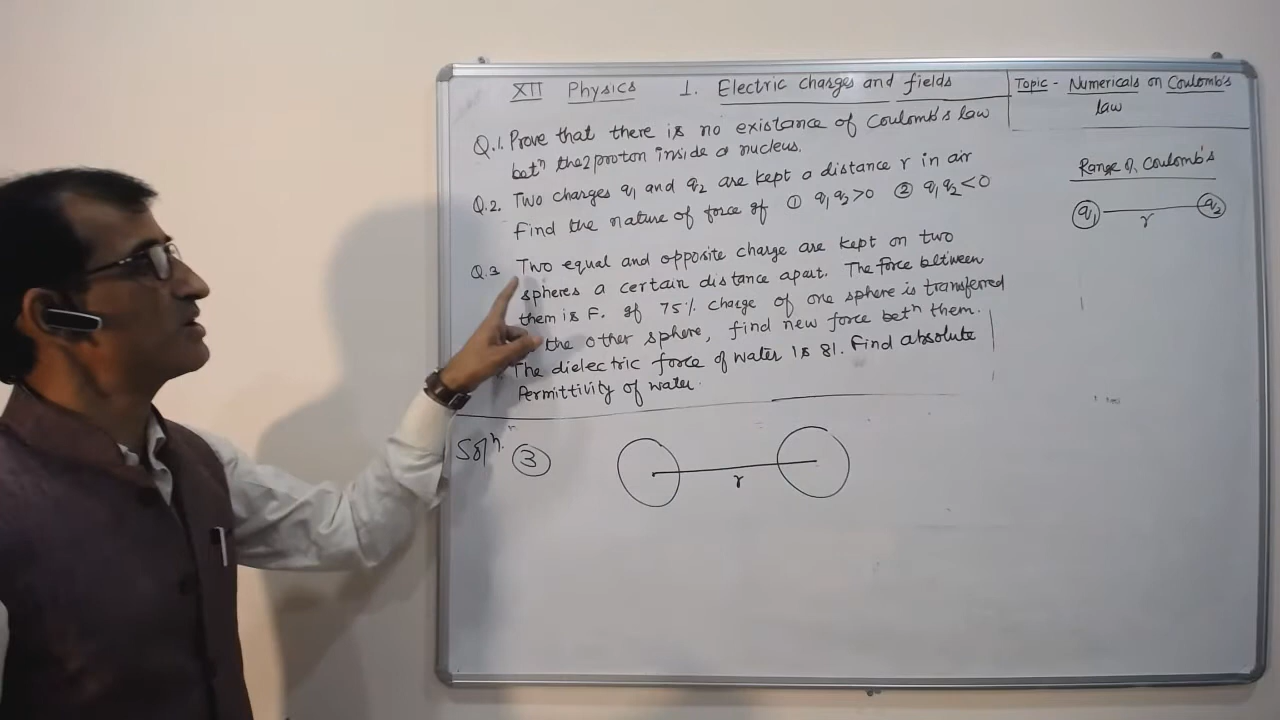 XII Physics 1. Electric charges and fields
Topic - Numericals on Coulomb's
law
Q.1. Prove that there is no existance of Coulomb's law
betⁿ the 2 proton inside a nucleus.
Q.2. Two charges q₁ and q₂ are kept a distance r in air
find the nature of force if ① q₁q₂>0 ② q₁q₂<0
Q.3 Two equal and opposite charge are kept on two
spheres a certain distance apart. The force between
them is F. If 75% charge of one sphere is transferred
the other sphere, find new force betⁿ them.
The dielectric force of water is 81. Find absolute
Permittivity of water.
Range of Coulomb's
q₁ r q₂
Solⁿ. ③
r